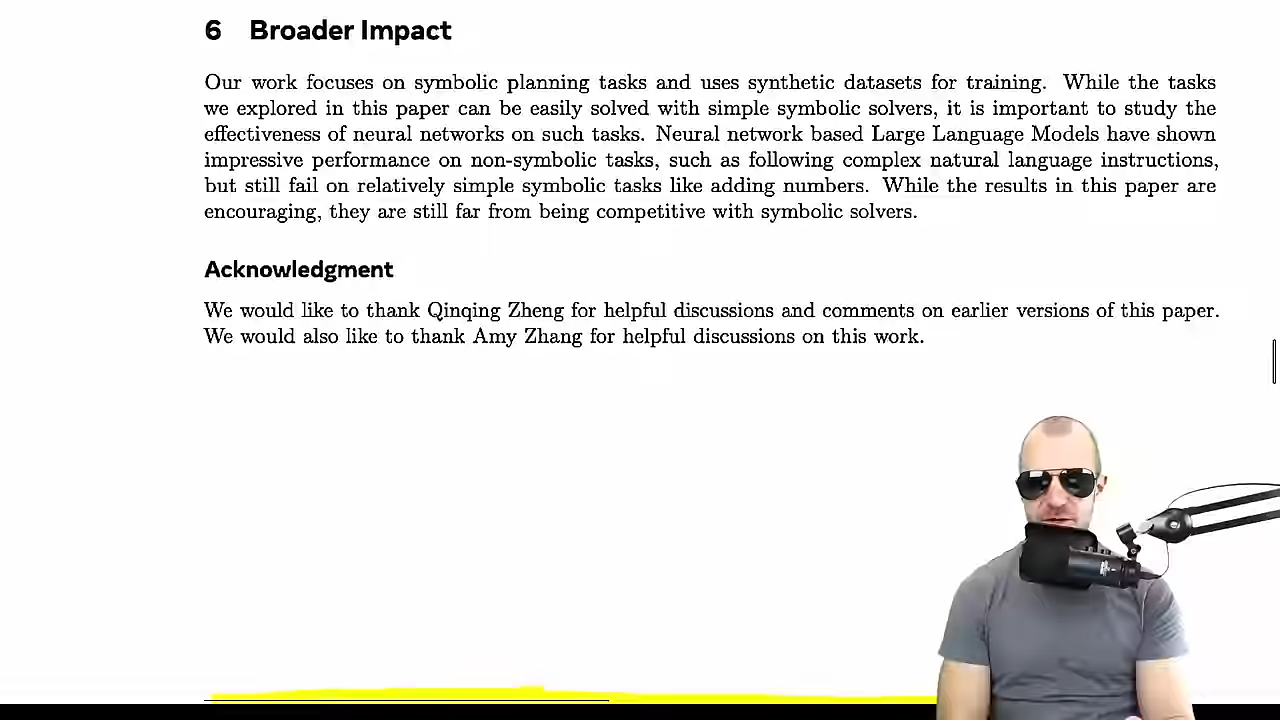 6 Broader Impact
Our work focuses on symbolic planning tasks and uses synthetic datasets for training. While the tasks
we explored in this paper can be easily solved with simple symbolic solvers, it is important to study the
effectiveness of neural networks on such tasks. Neural network based Large Language Models have shown
impressive performance on non-symbolic tasks, such as following complex natural language instructions,
but still fail on relatively simple symbolic tasks like adding numbers. While the results in this paper are
encouraging, they are still far from being competitive with symbolic solvers.
Acknowledgment
We would like to thank Qinqing Zheng for helpful discussions and comments on earlier versions of this paper.
We would also like to thank Amy Zhang for helpful discussions on this work.